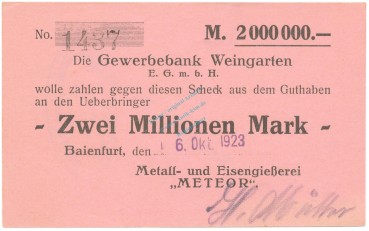 No. 1437 M. 2000000.—
Die Gewerbebank Weingarten
E. G. m. b. H.
wolle zahlen gegen diesen Scheck aus dem Guthaben
an den Ueberbringer
- Zwei Millionen Mark -
Baienfurt, den 6. Okt. 1923
Metall- und Eisengießerei
„METEOR".